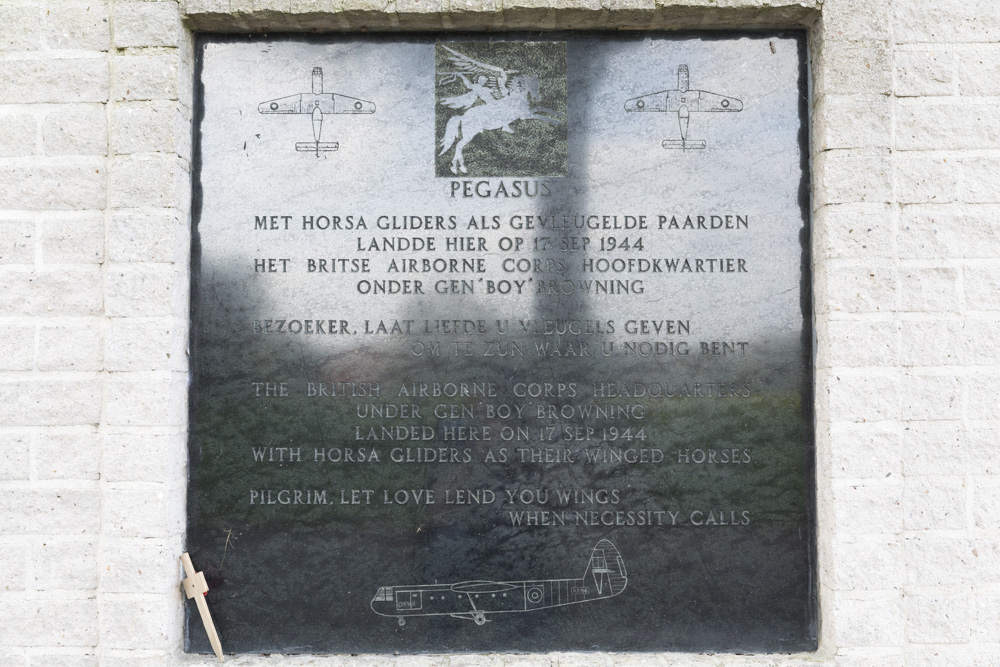 PEGASUS
MET HORSA GLIDERS ALS GEVLEUGELDE PAARDEN
LANDDE HIER OP 17 SEP 1944
HET BRITSE AIRBORNE CORPS HOOFDKWARTIER
ONDER GEN "BOY" BROWNING
BEZOEKER, LAAT LIEFDE U VLEUGELS GEVEN
OM TE ZIJN WAAR U NODIG BENT
THE BRITISH AIRBORNE CORPS HEADQUARTERS
UNDER GEN "BOY" BROWNING
LANDED HERE ON 17 SEP 1944
WITH HORSA GLIDERS AS THEIR WINGED HORSES
PILGRIM, LET LOVE LEND YOU WINGS
WHEN NECESSITY CALLS